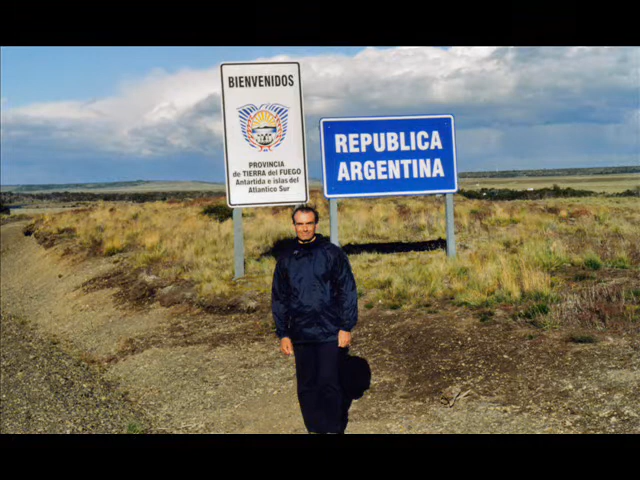 BIENVENIDOS
PROVINCIA
de TIERRA del FUEGO
Antartida e islas del
Atlantico Sur
REPUBLICA
ARGENTINA